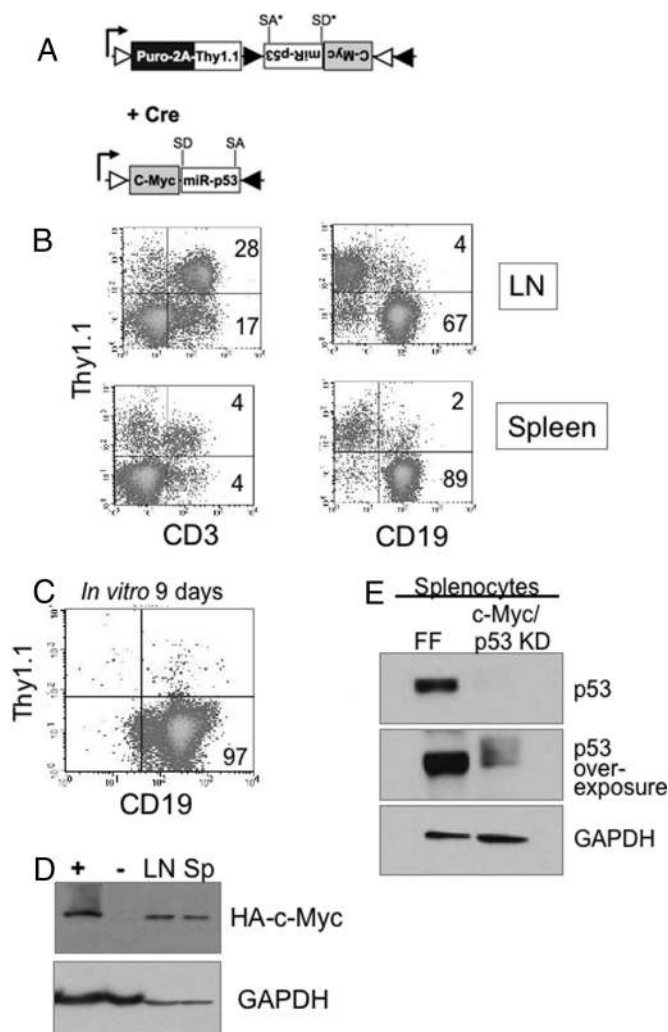 A
SA* SD*
Puro-2A-Thy1.1 miR-p53 C-Myc
+ Cre
SD SA
C-Myc miR-p53
B
28
17
4
67
LN
Thy1.1
4
4
2
89
Spleen
CD3 CD19
C In vitro 9 days
Thy1.1
97
CD19
E Splenocytes
FF c-Myc/
p53 KD
p53
p53
over-
exposure
GAPDH
D + - LN Sp
HA-c-Myc
GAPDH